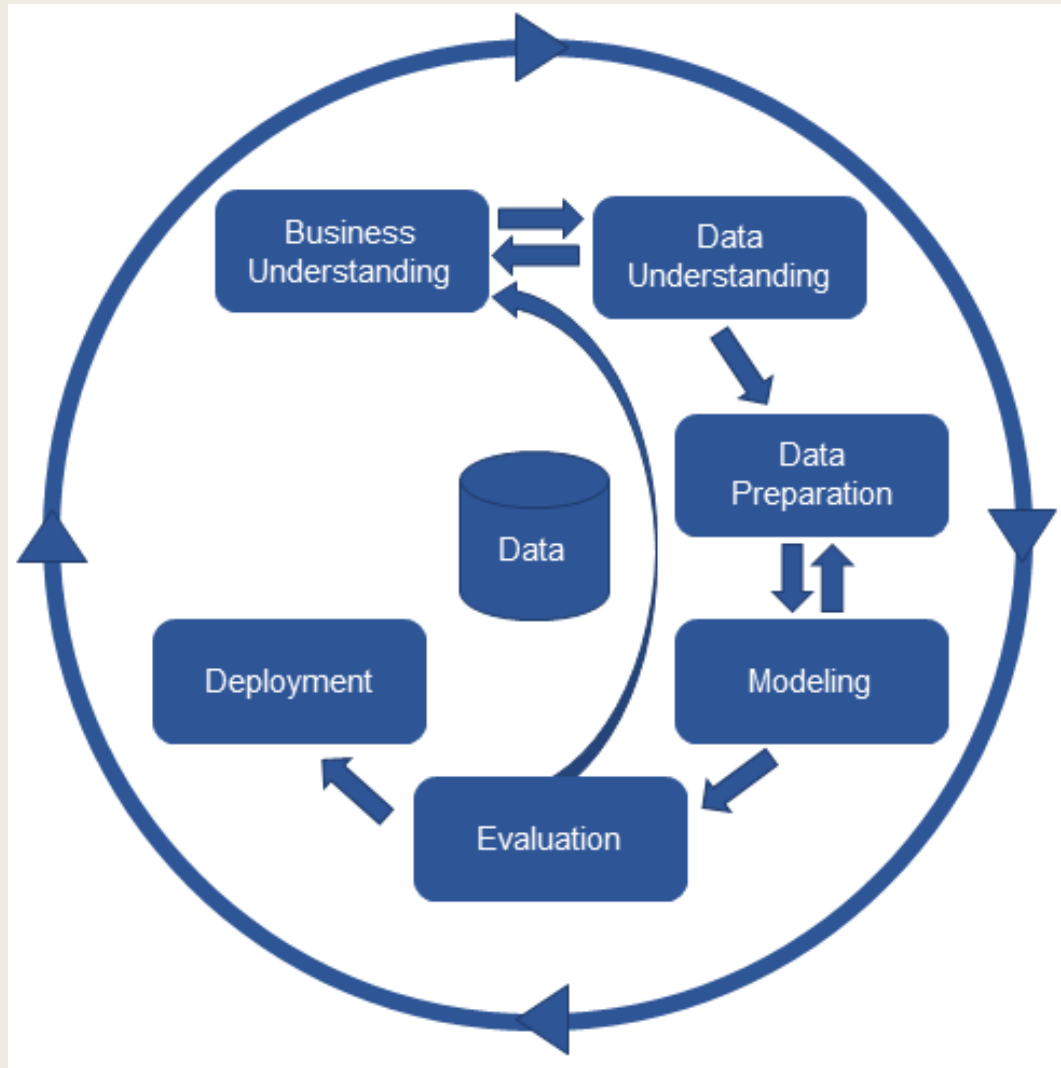 Business
Understanding
Data
Understanding
Data
Preparation
Data
Deployment
Modeling
Evaluation